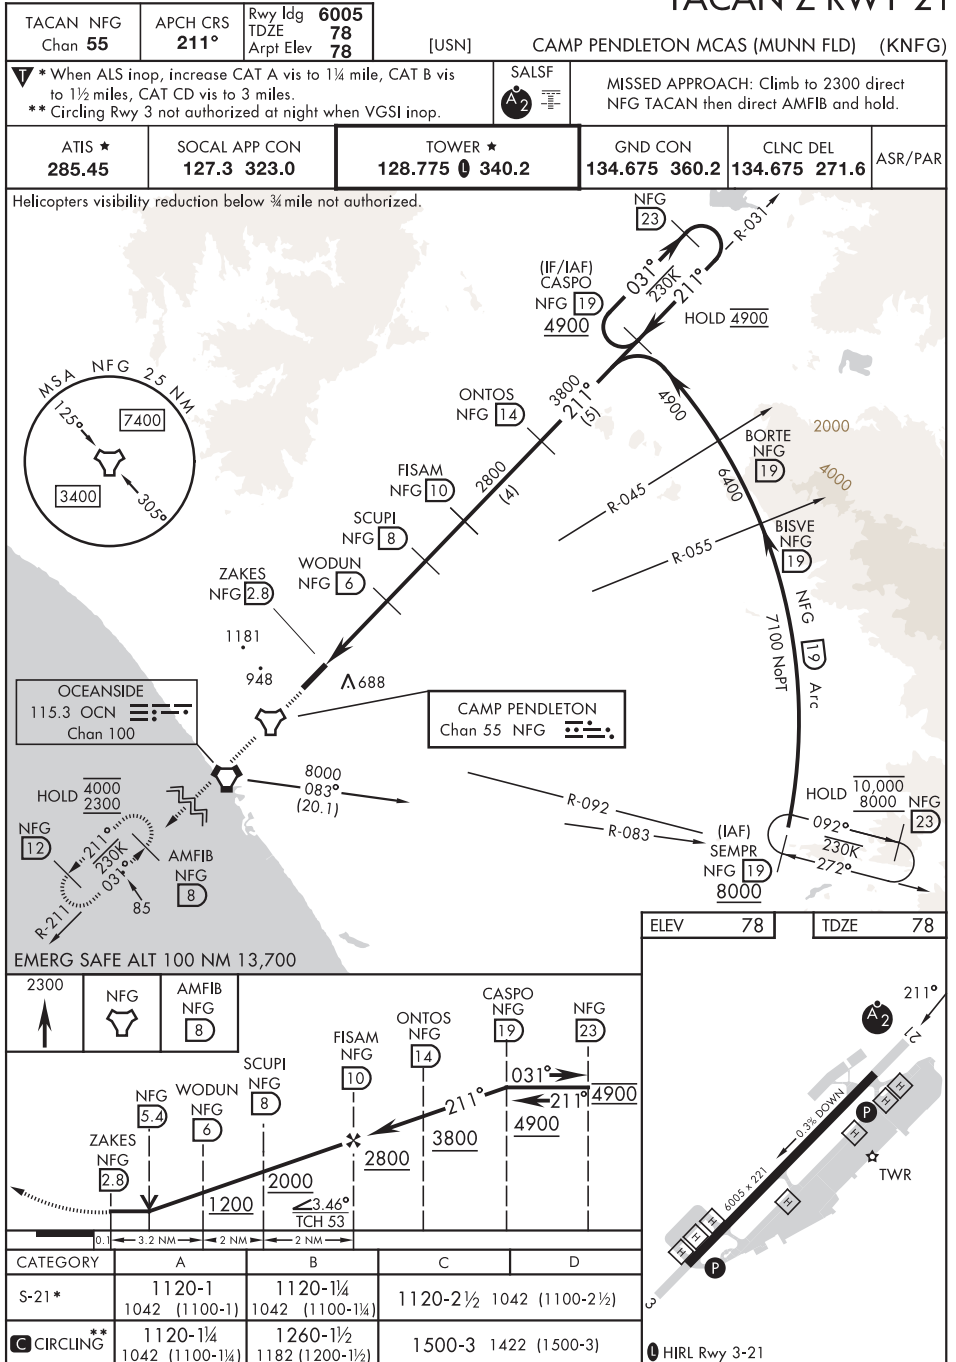 TACAN Z RWY 21
TACAN NFG
Chan 55
APCH CRS
211°
Rwy ldg 6005
TDZE 78
Arpt Elev 78
[USN]
CAMP PENDLETON MCAS (MUNN FLD) (KNFG)
T * When ALS inop, increase CAT A vis to 1¼ mile, CAT B vis
to 1½ miles, CAT CD vis to 3 miles.
** Circling Rwy 3 not authorized at night when VGSI inop.
SALSF
A2
MISSED APPROACH: Climb to 2300 direct
NFG TACAN then direct AMFIB and hold.
ATIS ★
285.45
SOCAL APP CON
127.3 323.0
TOWER ★
128.775 L 340.2
GND CON
134.675 360.2
CLNC DEL
134.675 271.6
ASR/PAR
Helicopters visibility reduction below ¾ mile not authorized.
NFG
23
R-031
031°
230K
211°
(IF/IAF)
CASPO
NFG 19
4900
HOLD 4900
MSA NFG 25 NM
125°
7400
3400
305°
3800
211°
(5)
4900
ONTOS
NFG 14
BORTE
NFG
19
2000
4000
6400
FISAM
NFG 10
2800
(4)
R-045
SCUPI
NFG 8
BISVE
NFG
19
R-055
WODUN
NFG 6
ZAKES
NFG 2.8
NFG 19 Arc
7100 NoPT
1181
948
688
OCEANSIDE
115.3 OCN
Chan 100
CAMP PENDLETON
Chan 55 NFG
8000
083°
(20.1)
HOLD 4000
2300
NFG
12
211°
230K
031°
AMFIB
NFG
8
85
R-211
R-092
R-083
(IAF)
SEMPR
NFG 19
8000
HOLD 10,000
8000
NFG
23
092°
230K
272°
EMERG SAFE ALT 100 NM 13,700
ELEV 78
TDZE 78
2300
NFG
AMFIB
NFG
8
CASPO
NFG
19
NFG
23
ONTOS
NFG
14
FISAM
NFG
10
SCUPI
NFG
8
WODUN
NFG
6
NFG
5.4
ZAKES
NFG
2.8
031°
211°
4900
211°
4900
3800
2800
2000
1200
3.46°
TCH 53
0.1
3.2 NM
2 NM
2 NM
211°
A2
21
0.3% DOWN
P
H
H
H
TWR
6005 x 221
H
H
H
H
P
3
L HIRL Rwy 3-21
CATEGORY A B C D
S-21* 1120-1 1042 (1100-1) 1120-1¼ 1042 (1100-1¼) 1120-2½ 1042 (1100-2½)
C CIRCLING** 1120-1¼ 1042 (1100-1¼) 1260-1½ 1182 (1200-1½) 1500-3 1422 (1500-3)